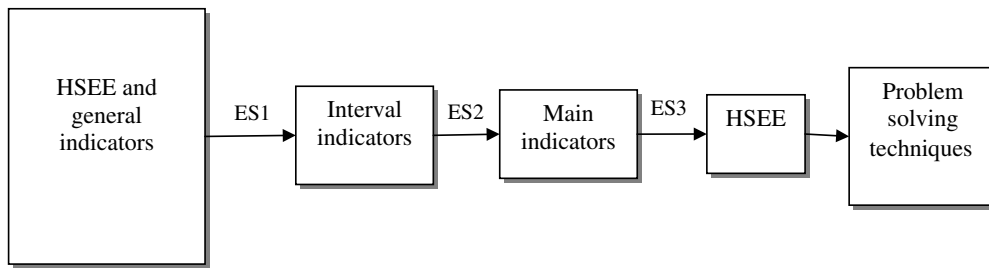 HSEE and
general
indicators
ES1
Interval
indicators
ES2
Main
indicators
ES3
HSEE
Problem
solving
techniques